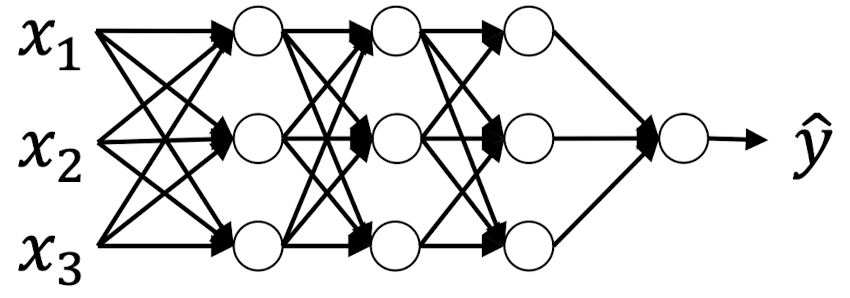 x₁
x₂
ŷ
x₃